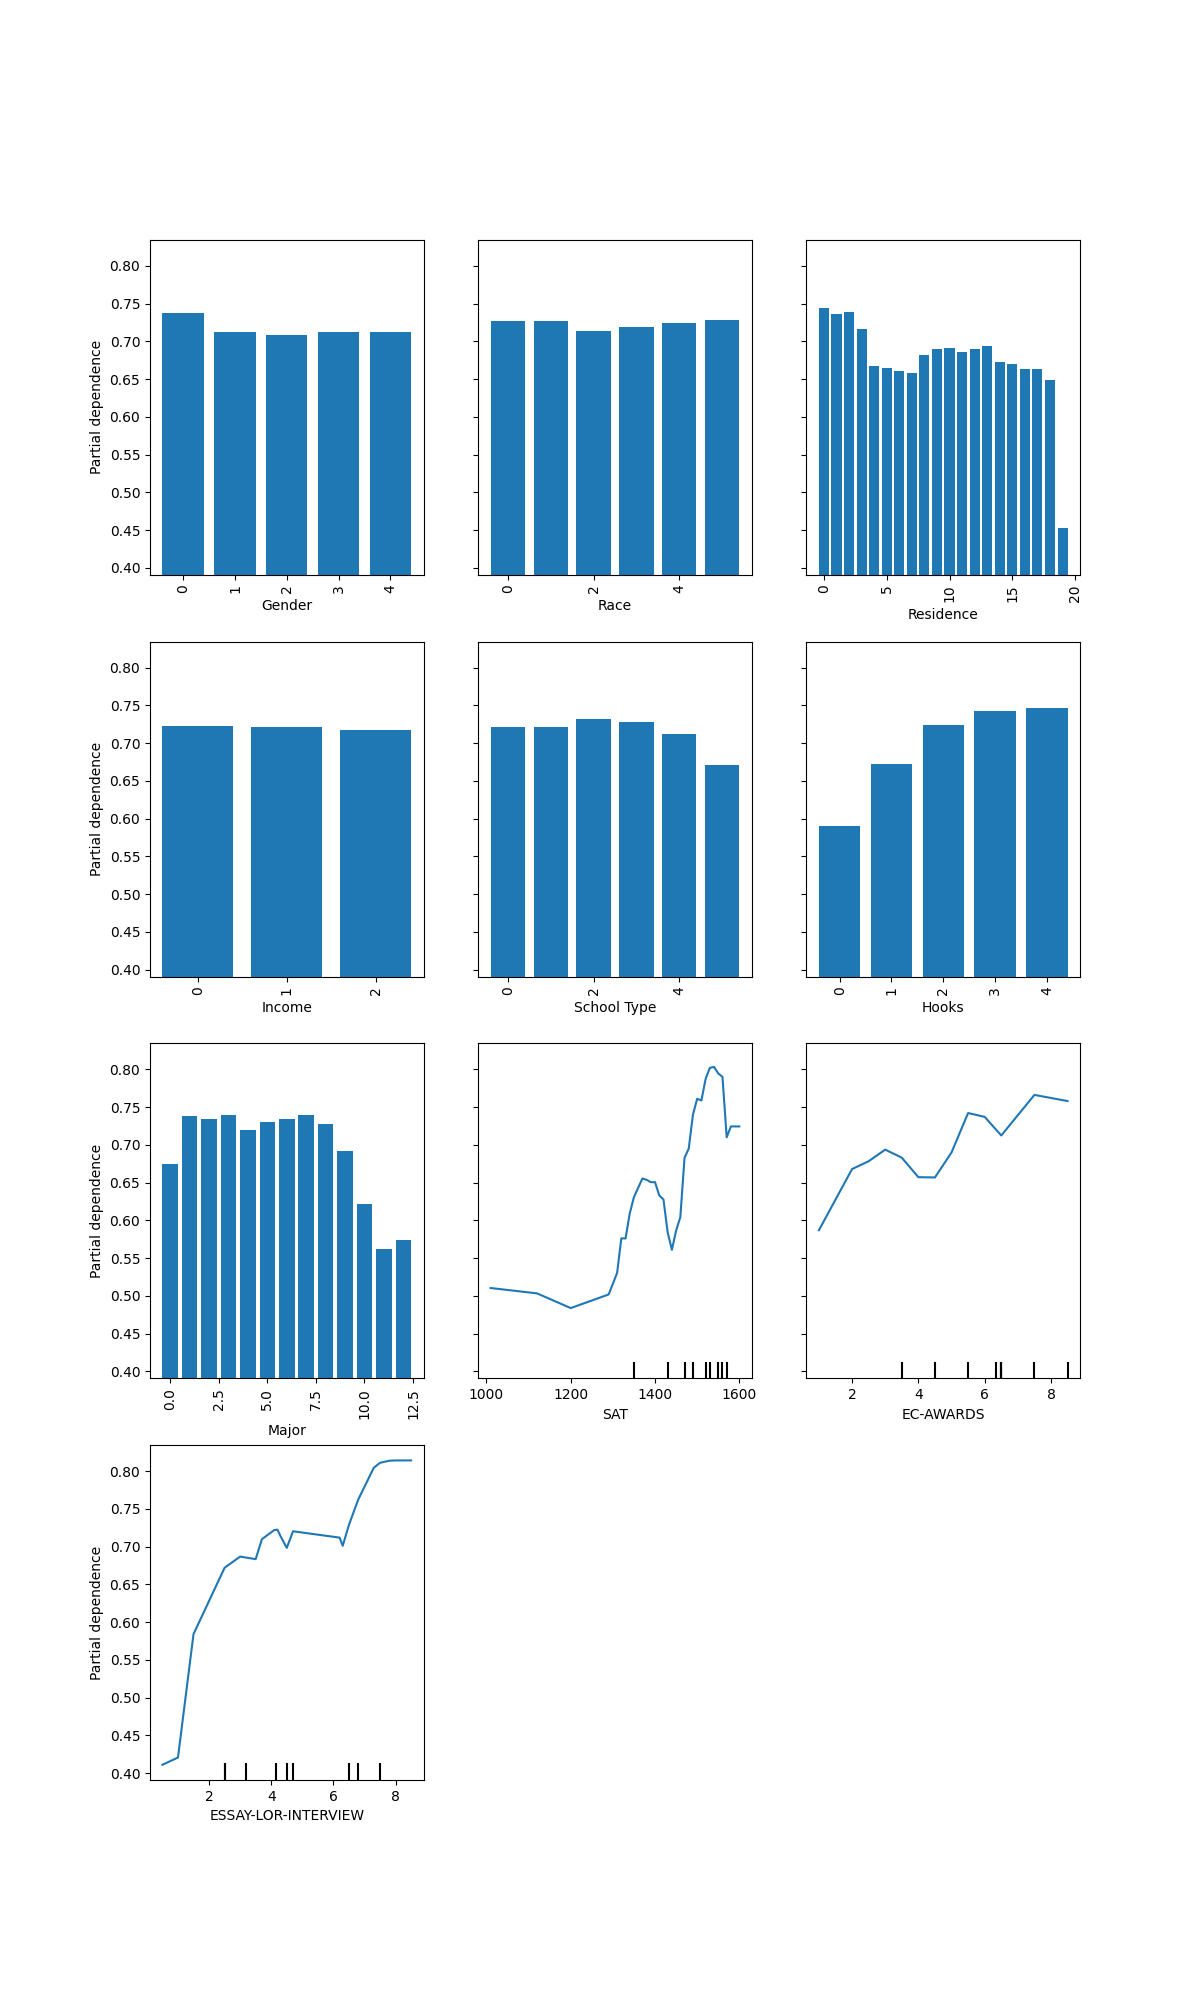 0.80
0.75
0.70
0.65
0.60
0.55
0.50
0.45
0.40
Partial dependence
0 1 2 3 4
Gender
0 2 4
Race
0 5 10 15 20
Residence
0.80
0.75
0.70
0.65
0.60
0.55
0.50
0.45
0.40
Partial dependence
0 1 2
Income
0 2 4
School Type
0 1 2 3 4
Hooks
0.80
0.75
0.70
0.65
0.60
0.55
0.50
0.45
0.40
Partial dependence
0.0 2.5 5.0 7.5 10.0 12.5
Major
1000 1200 1400 1600
SAT
2 4 6 8
EC-AWARDS
0.80
0.75
0.70
0.65
0.60
0.55
0.50
0.45
0.40
Partial dependence
2 4 6 8
ESSAY-LOR-INTERVIEW